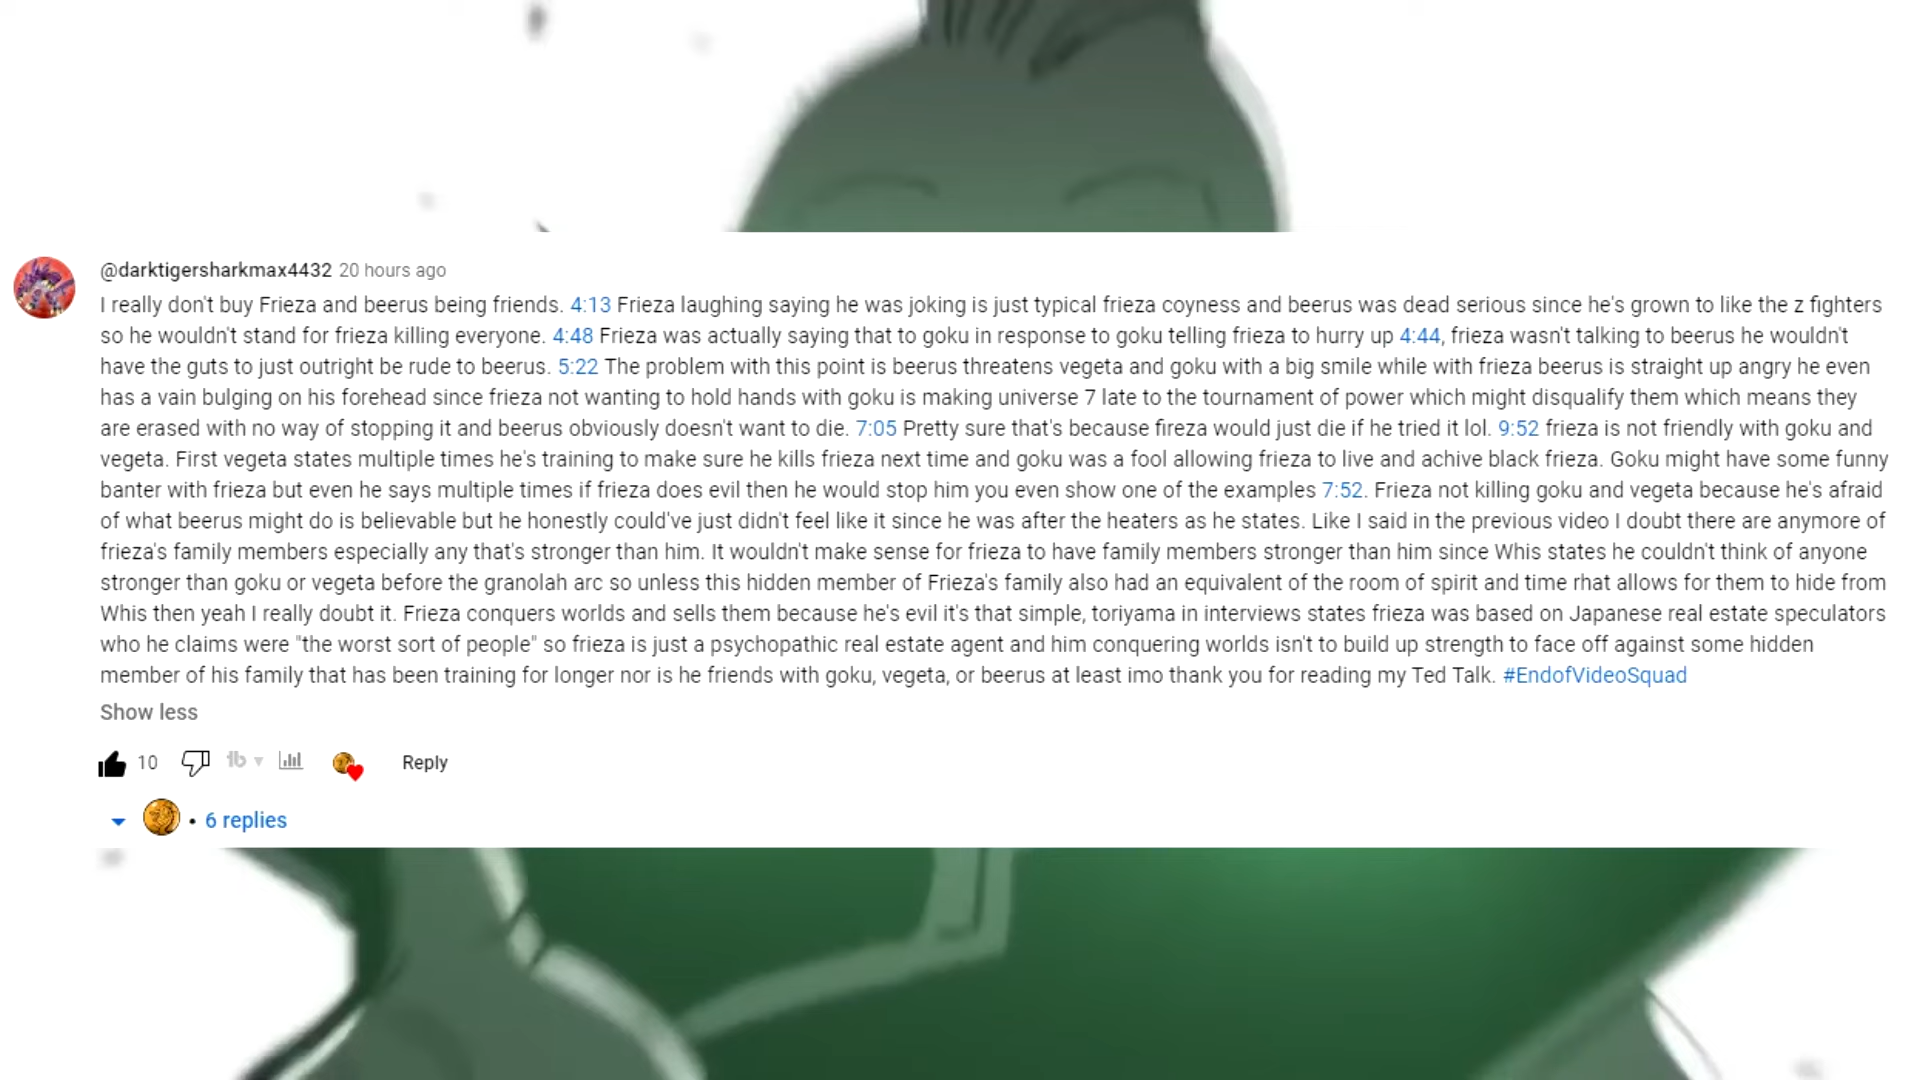 @darktigersharkmax4432 20 hours ago
I really don't buy Frieza and beerus being friends. 4:13 Frieza laughing saying he was joking is just typical frieza coyness and beerus was dead serious since he's grown to like the z fighters
so he wouldn't stand for frieza killing everyone. 4:48 Frieza was actually saying that to goku in response to goku telling frieza to hurry up 4:44, frieza wasn't talking to beerus he wouldn't
have the guts to just outright be rude to beerus. 5:22 The problem with this point is beerus threatens vegeta and goku with a big smile while with frieza beerus is straight up angry he even
has a vain bulging on his forehead since frieza not wanting to hold hands with goku is making universe 7 late to the tournament of power which might disqualify them which means they
are erased with no way of stopping it and beerus obviously doesn't want to die. 7:05 Pretty sure that's because fireza would just die if he tried it lol. 9:52 frieza is not friendly with goku and
vegeta. First vegeta states multiple times he's training to make sure he kills frieza next time and goku was a fool allowing frieza to live and achive black frieza. Goku might have some funny
banter with frieza but even he says multiple times if frieza does evil then he would stop him you even show one of the examples 7:52. Frieza not killing goku and vegeta because he's afraid
of what beerus might do is believable but he honestly could've just didn't feel like it since he was after the heaters as he states. Like I said in the previous video I doubt there are anymore of
frieza's family members especially any that's stronger than him. It wouldn't make sense for frieza to have family members stronger than him since Whis states he couldn't think of anyone
stronger than goku or vegeta before the granolah arc so unless this hidden member of Frieza's family also had an equivalent of the room of spirit and time rhat allows for them to hide from
Whis then yeah I really doubt it. Frieza conquers worlds and sells them because he's evil it's that simple, toriyama in interviews states frieza was based on Japanese real estate speculators
who he claims were "the worst sort of people" so frieza is just a psychopathic real estate agent and him conquering worlds isn't to build up strength to face off against some hidden
member of his family that has been training for longer nor is he friends with goku, vegeta, or beerus at least imo thank you for reading my Ted Talk. #EndofVideoSquad
Show less
10 Reply
• 6 replies